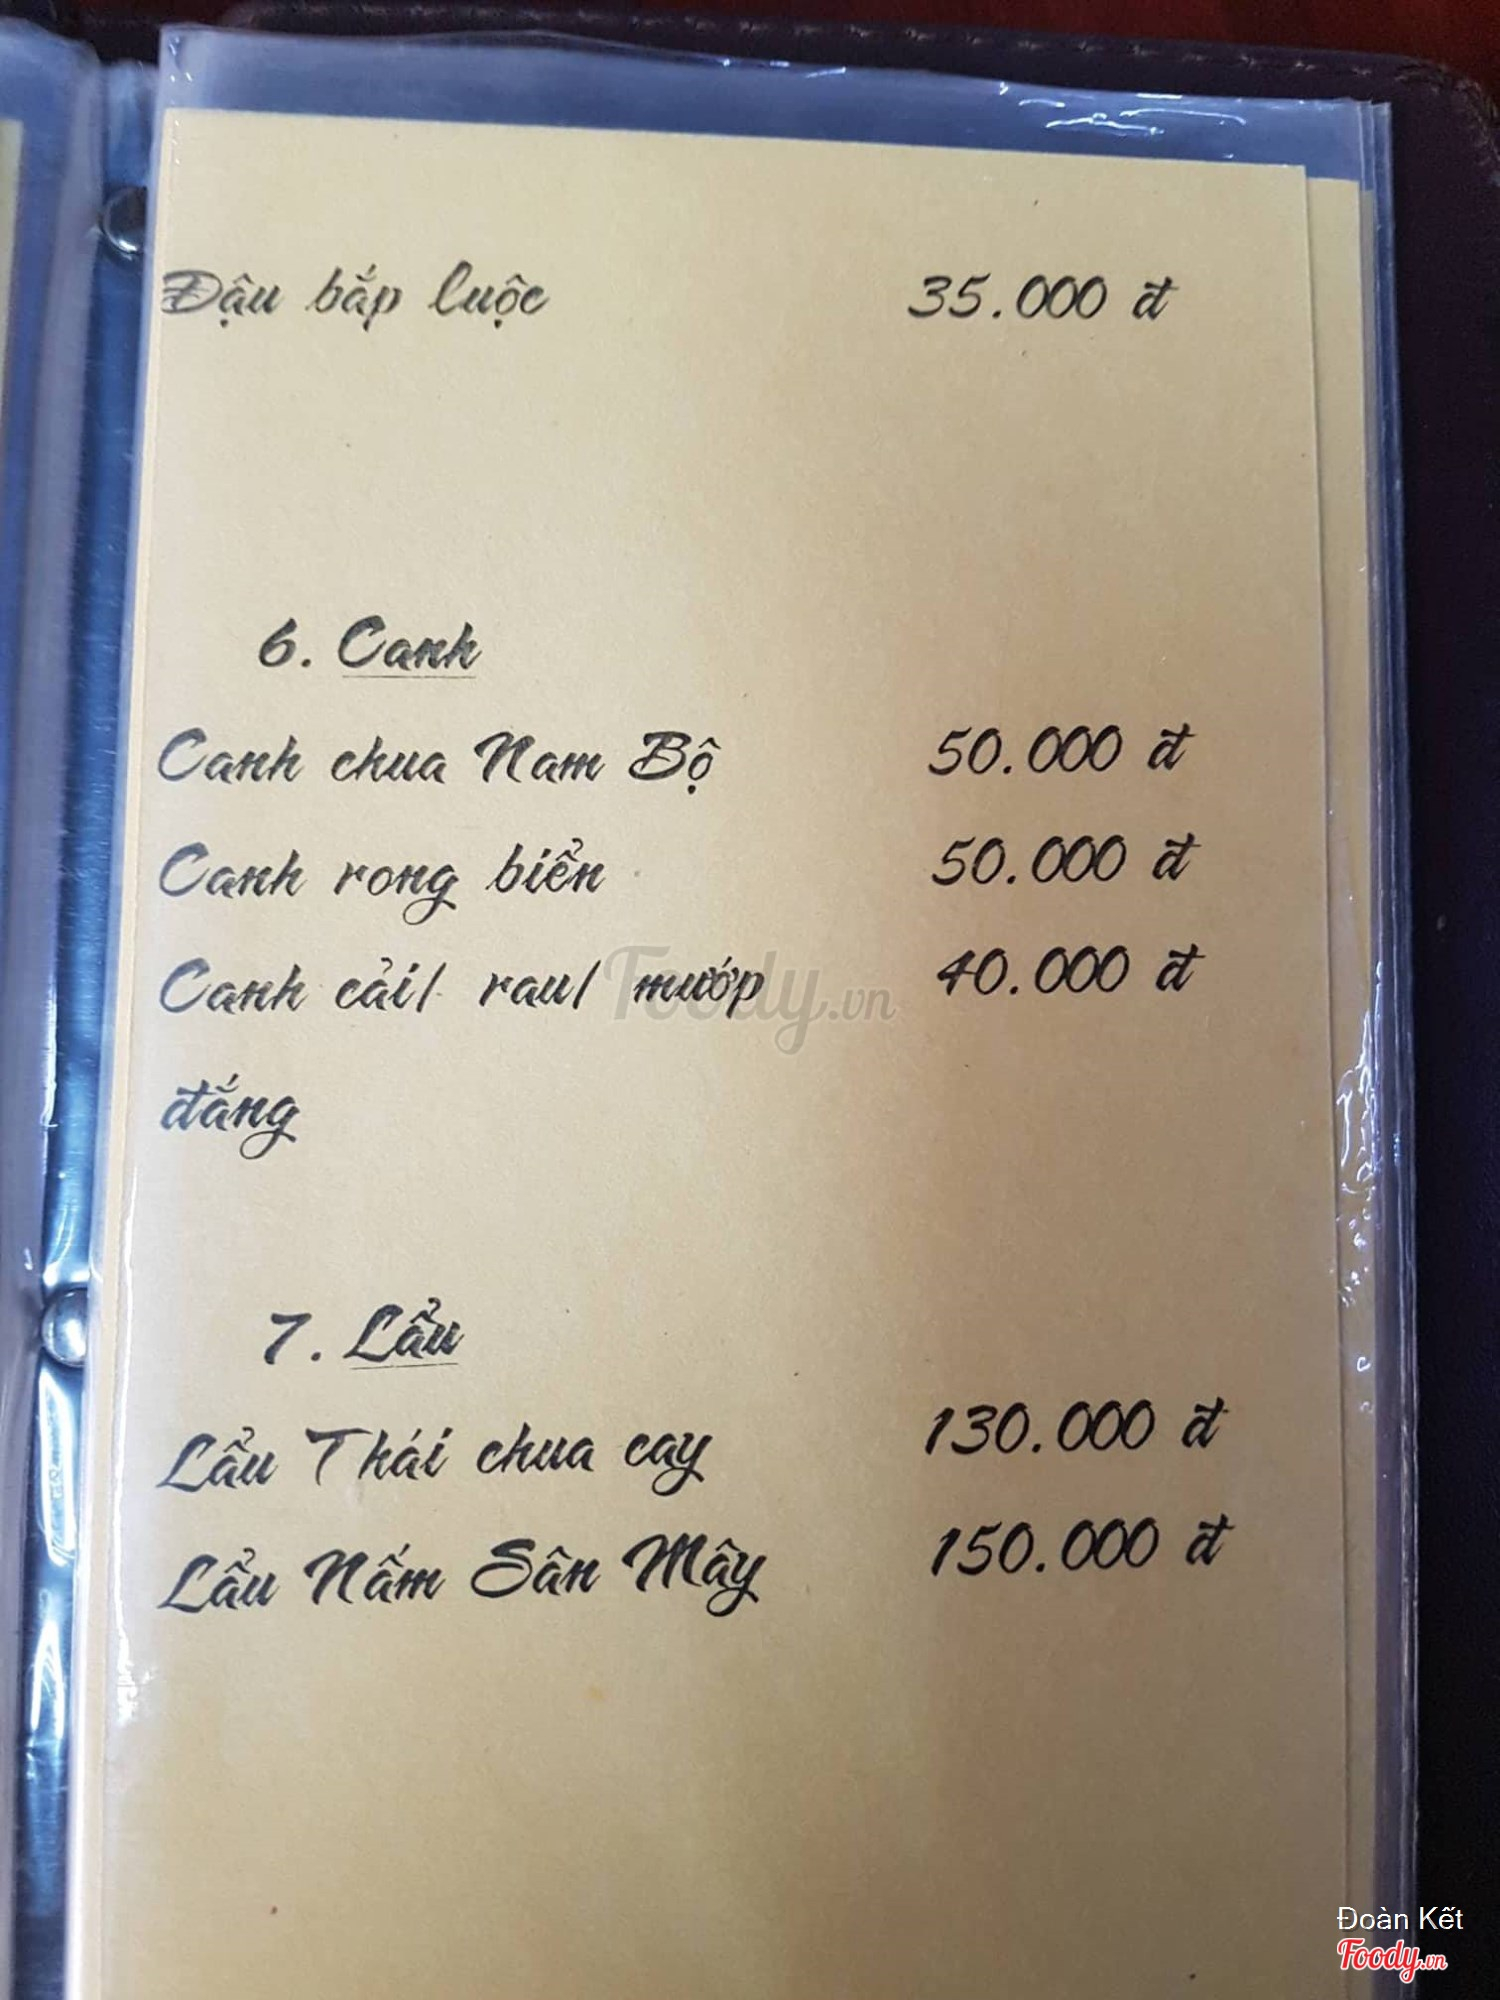 Đậu bắp luộc 35.000 đ
6. Canh
Canh chua Nam Bộ 50.000 đ
Canh rong biển 50.000 đ
Canh cải/ rau/ mướp 40.000 đ
đắng
Foody.vn
7. Lẩu
Lẩu Thái chua cay 130.000 đ
Lẩu Nấm Sân Mây 150.000 đ
Đoàn Kết
Foody.vn